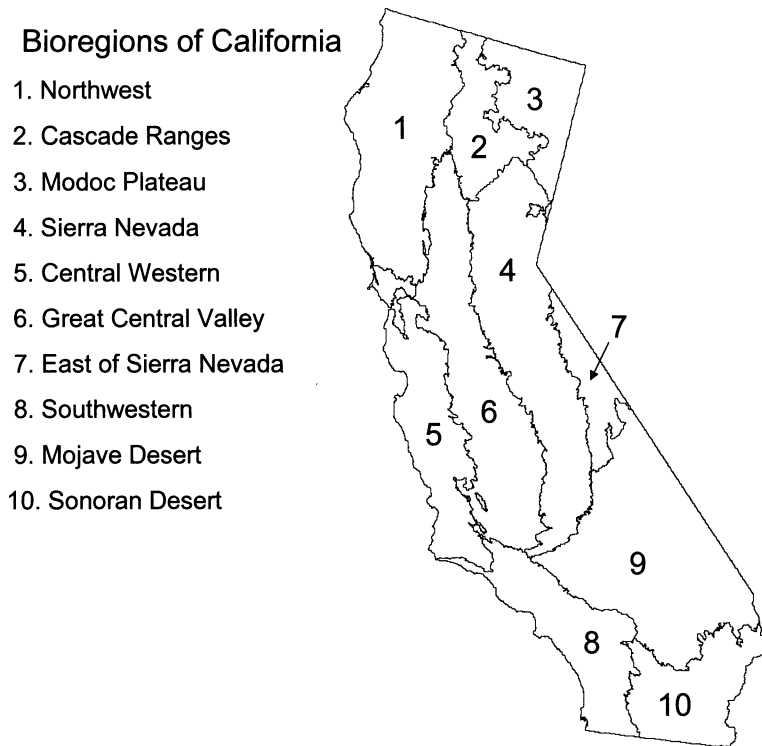 Bioregions of California
1. Northwest
2. Cascade Ranges
3. Modoc Plateau
4. Sierra Nevada
5. Central Western
6. Great Central Valley
7. East of Sierra Nevada
8. Southwestern
9. Mojave Desert
10. Sonoran Desert
3
1
2
4
7
6
5
9
8
10